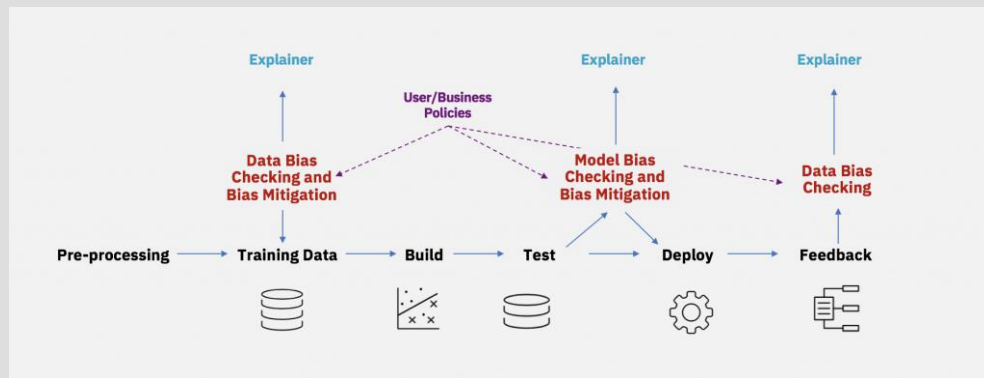 Explainer
Explainer
Explainer
User/Business
Policies
Data Bias
Checking and
Bias Mitigation
Model Bias
Checking and
Bias Mitigation
Data Bias
Checking
Pre-processing
Training Data
Build
Test
Deploy
Feedback